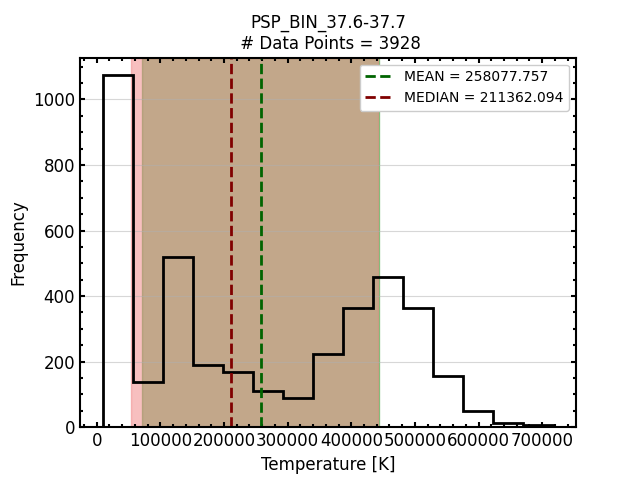 PSP_BIN_37.6-37.7
# Data Points = 3928
MEAN = 258077.757
MEDIAN = 211362.094
1000
800
600
400
200
0
Frequency
0 100000 200000 300000 400000 500000 600000 700000
Temperature [K]